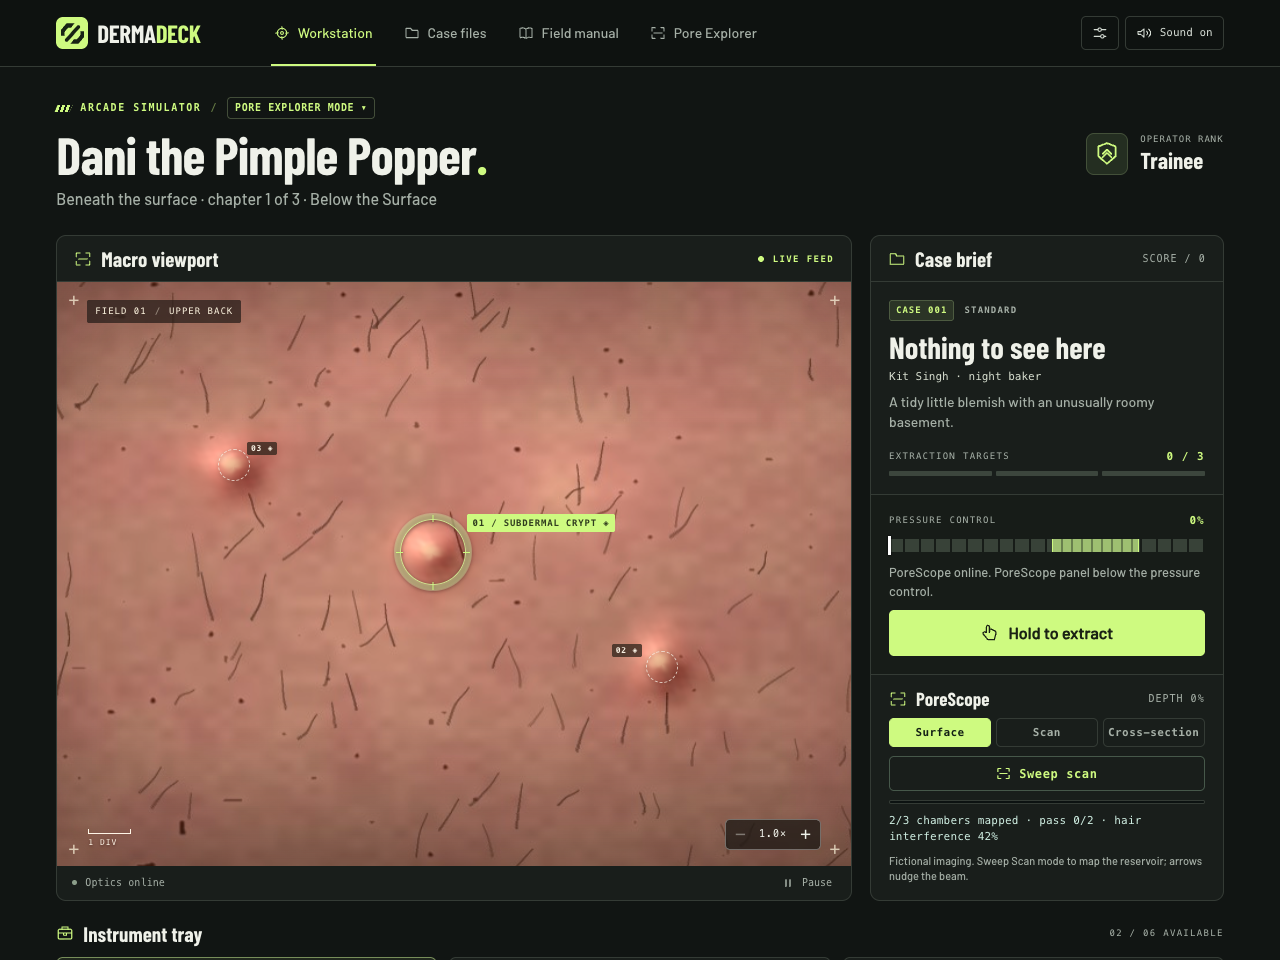 DERMADECK
Workstation
Case files
Field manual
Pore Explorer
Sound on
ARCADE SIMULATOR / PORE EXPLORER MODE ▾
Dani the Pimple Popper.
Beneath the surface · chapter 1 of 3 · Below the Surface
OPERATOR RANK
Trainee
Macro viewport
LIVE FEED
FIELD 01 / UPPER BACK
03 ◈
01 / SUBDERMAL CRYPT ◈
02 ◈
1 DIV
− 1.0× +
Optics online
Pause
Case brief
SCORE / 0
CASE 001 STANDARD
Nothing to see here
Kit Singh · night baker
A tidy little blemish with an unusually roomy
basement.
EXTRACTION TARGETS 0 / 3
PRESSURE CONTROL 0%
PoreScope online. PoreScope panel below the pressure
control.
Hold to extract
PoreScope
DEPTH 0%
Surface
Scan
Cross-section
Sweep scan
2/3 chambers mapped · pass 0/2 · hair
interference 42%
Fictional imaging. Sweep Scan mode to map the reservoir; arrows
nudge the beam.
Instrument tray
02 / 06 AVAILABLE